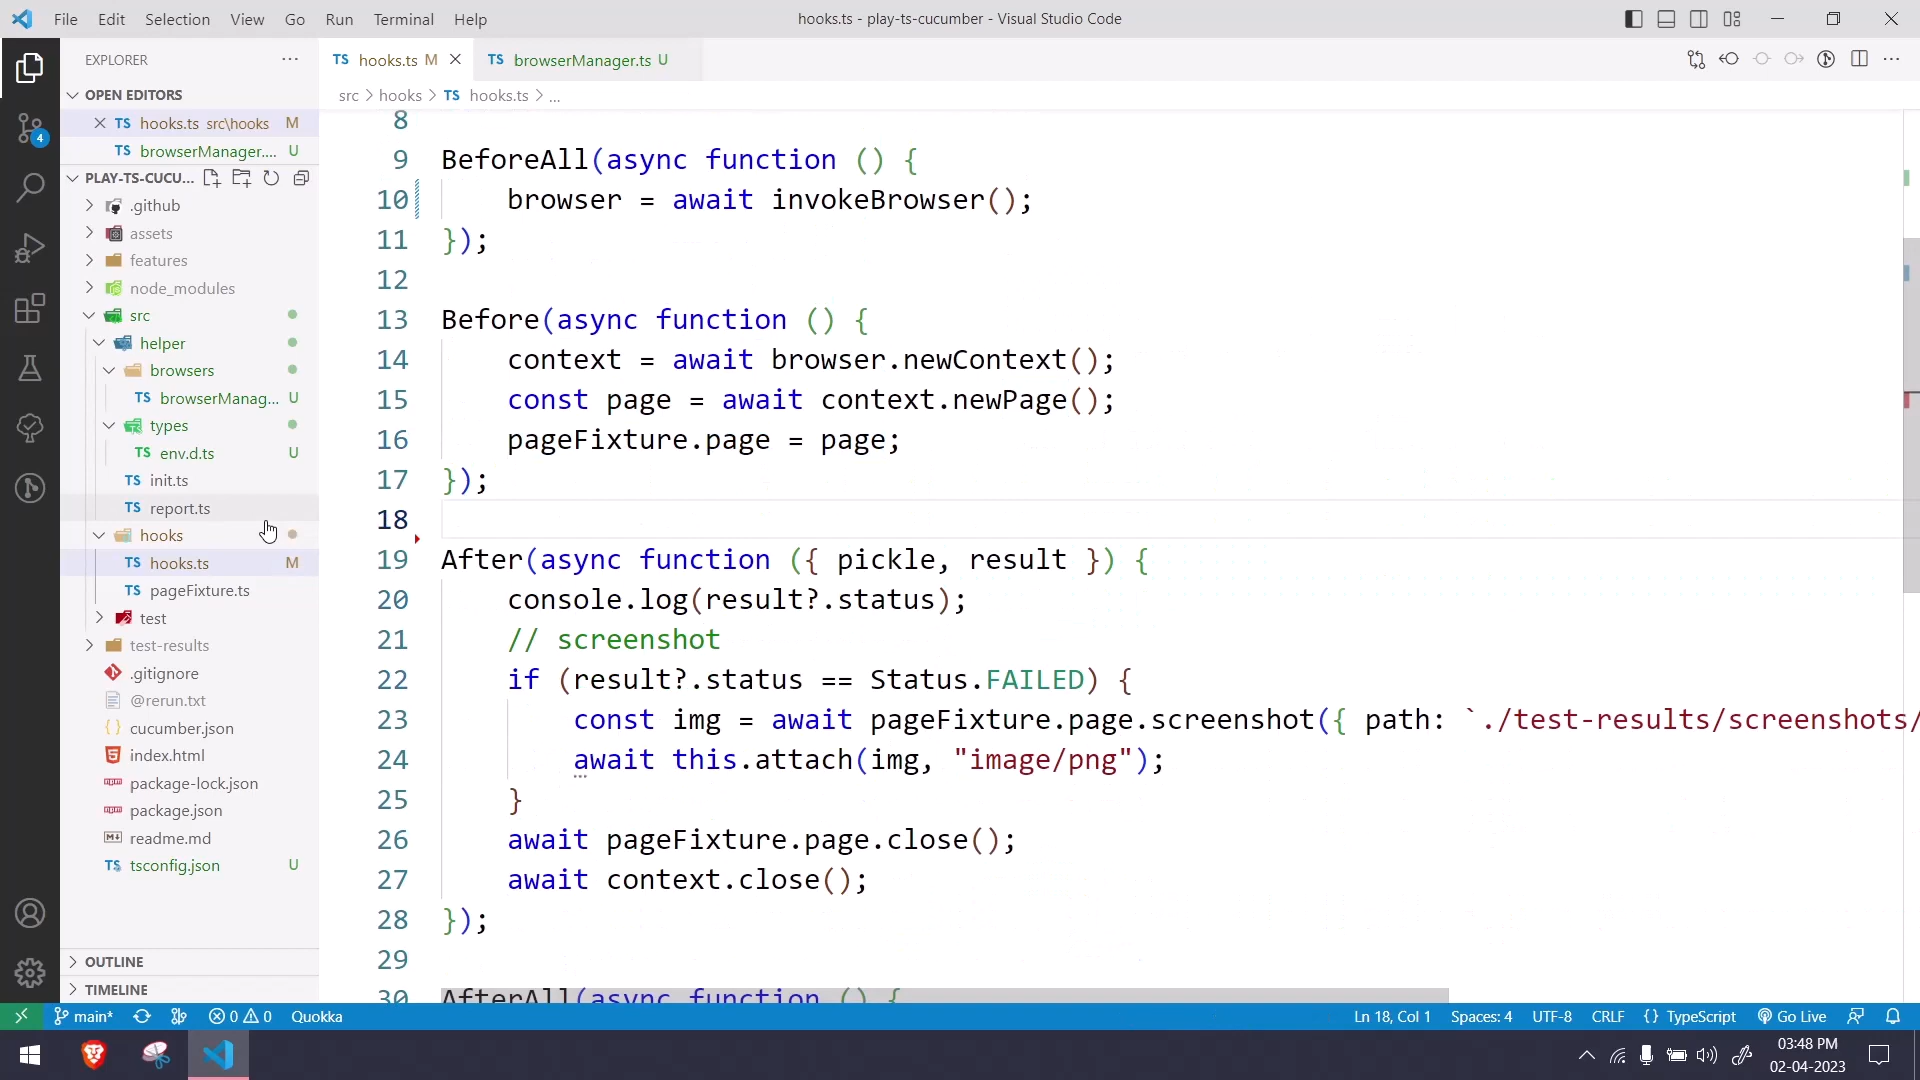 File Edit Selection View Go Run Terminal Help
hooks.ts - play-ts-cucumber - Visual Studio Code
EXPLORER
OPEN EDITORS
TS hooks.ts src\hooks M
TS browserManager.... U
PLAY-TS-CUCU...
.github
assets
features
node_modules
src
helper
browsers
TS browserManag... U
types
TS env.d.ts U
TS init.ts
TS report.ts
hooks
TS hooks.ts M
TS pageFixture.ts
test
test-results
.gitignore
@rerun.txt
{} cucumber.json
index.html
package-lock.json
package.json
readme.md
TS tsconfig.json U
OUTLINE
TIMELINE
4
TS hooks.ts M
TS browserManager.ts U
src > hooks > TS hooks.ts > ...
8
9 BeforeAll(async function () {
10 browser = await invokeBrowser();
11 });
12
13 Before(async function () {
14 context = await browser.newContext();
15 const page = await context.newPage();
16 pageFixture.page = page;
17 });
18
19 After(async function ({ pickle, result }) {
20 console.log(result?.status);
21 // screenshot
22 if (result?.status == Status.FAILED) {
23 const img = await pageFixture.page.screenshot({ path: `./test-results/screenshots/
24 await this.attach(img, "image/png");
25 }
26 await pageFixture.page.close();
27 await context.close();
28 });
29
30 AfterAll(async function () {
main* 0 0 Quokka
Ln 18, Col 1 Spaces: 4 UTF-8 CRLF {} TypeScript Go Live
03:48 PM
02-04-2023